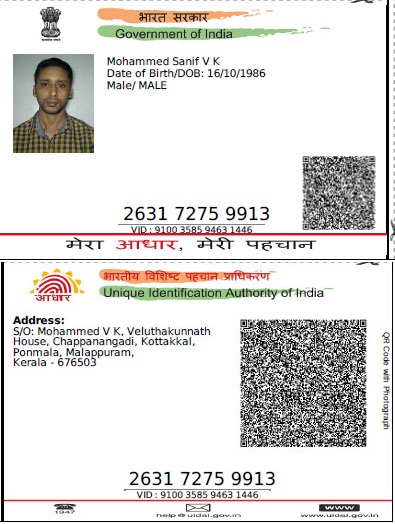 भारत सरकार
Government of India
Mohammed Sanif V K
Date of Birth/DOB: 16/10/1986
Male/ MALE
2631 7275 9913
VID : 9100 3585 9463 1446
मेरा आधार, मेरी पहचान
भारतीय विशिष्ट पहचान प्राधिकरण
Unique Identification Authority of India
आधार
Address:
S/O: Mohammed V K, Veluthakunnath
House, Chappanangadi, Kottakkal,
Ponmala, Malappuram,
Kerala - 676503
QR Code with Photograph
2631 7275 9913
VID : 9100 3585 9463 1446
1947
help@uidai.gov.in
www
www.uidai.gov.in